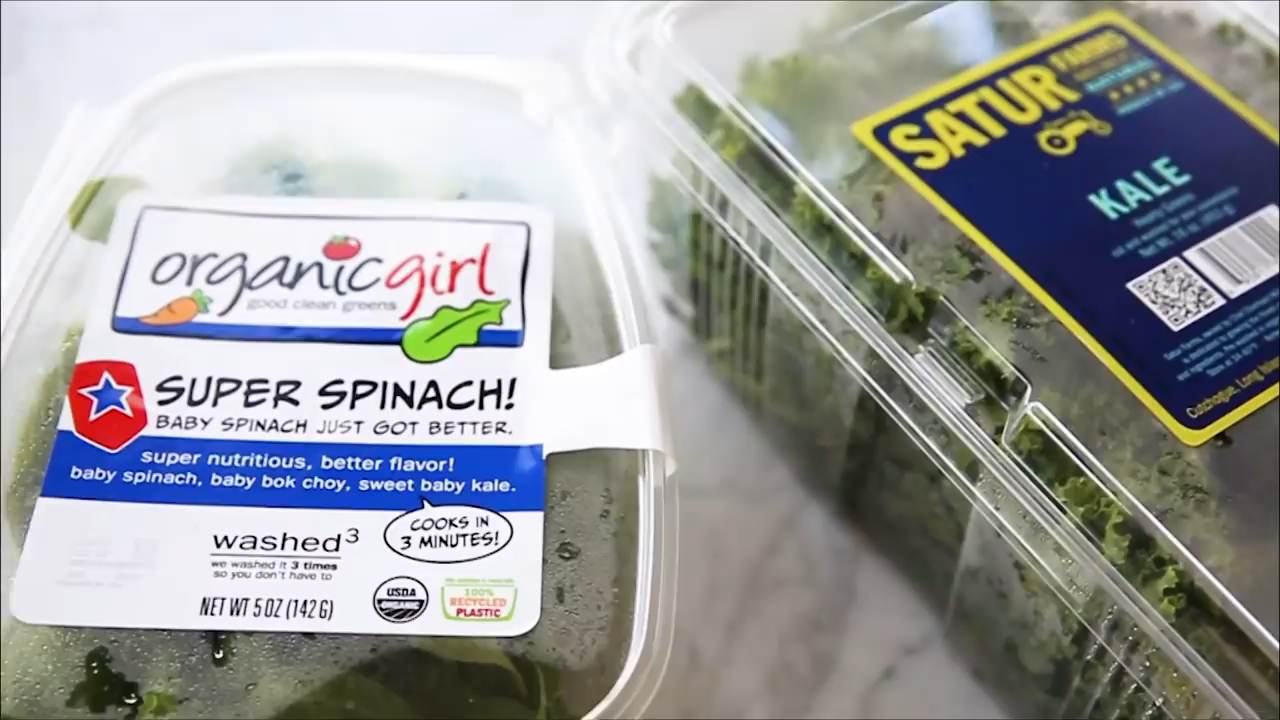 organicgirl
good clean greens
SUPER SPINACH!
BABY SPINACH JUST GOT BETTER.
super nutritious, better flavor!
baby spinach, baby bok choy, sweet baby kale.
COOKS IN
3 MINUTES!
washed³
we washed it 3 times
so you don't have to
NET WT 5 OZ (142 G)
USDA
ORGANIC
100%
RECYCLED
PLASTIC
SATUR FARMS
KALE
Cutchogue, Long